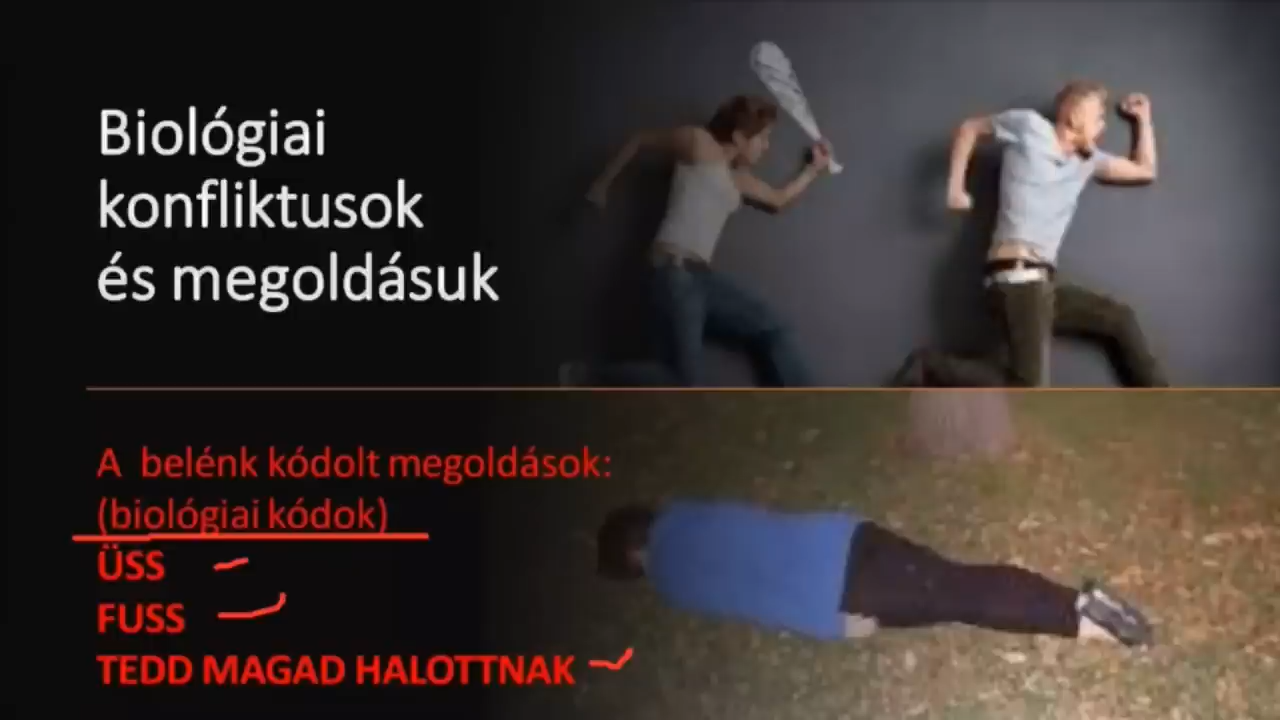 Biológiai
konfliktusok
és megoldásuk
A belénk kódolt megoldások:
(biológiai kódok)
ÜSS
FUSS
TEDD MAGAD HALOTTNAK